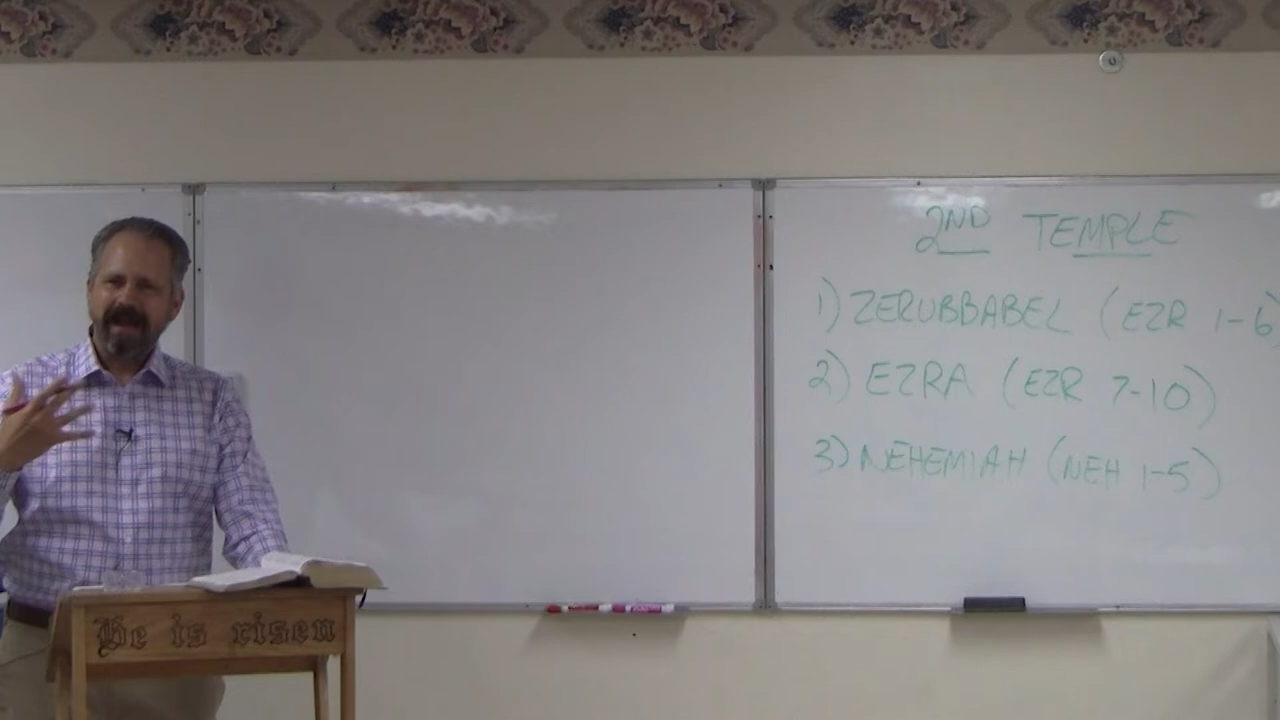 2ND TEMPLE
1) ZERUBBABEL (EZR 1-6)
2) EZRA (EZR 7-10)
3) NEHEMIAH (NEH 1-5)
He is risen